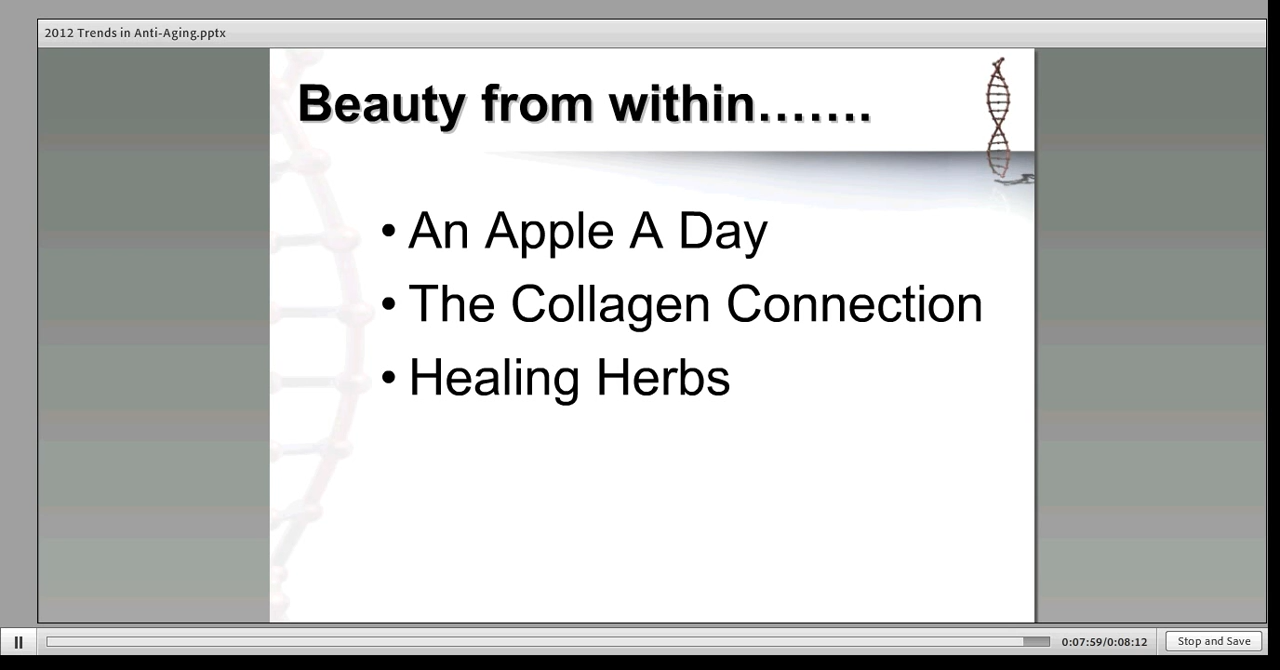 2012 Trends in Anti-Aging.pptx
Beauty from within…….
• An Apple A Day
• The Collagen Connection
• Healing Herbs
0:07:59/0:08:12
Stop and Save